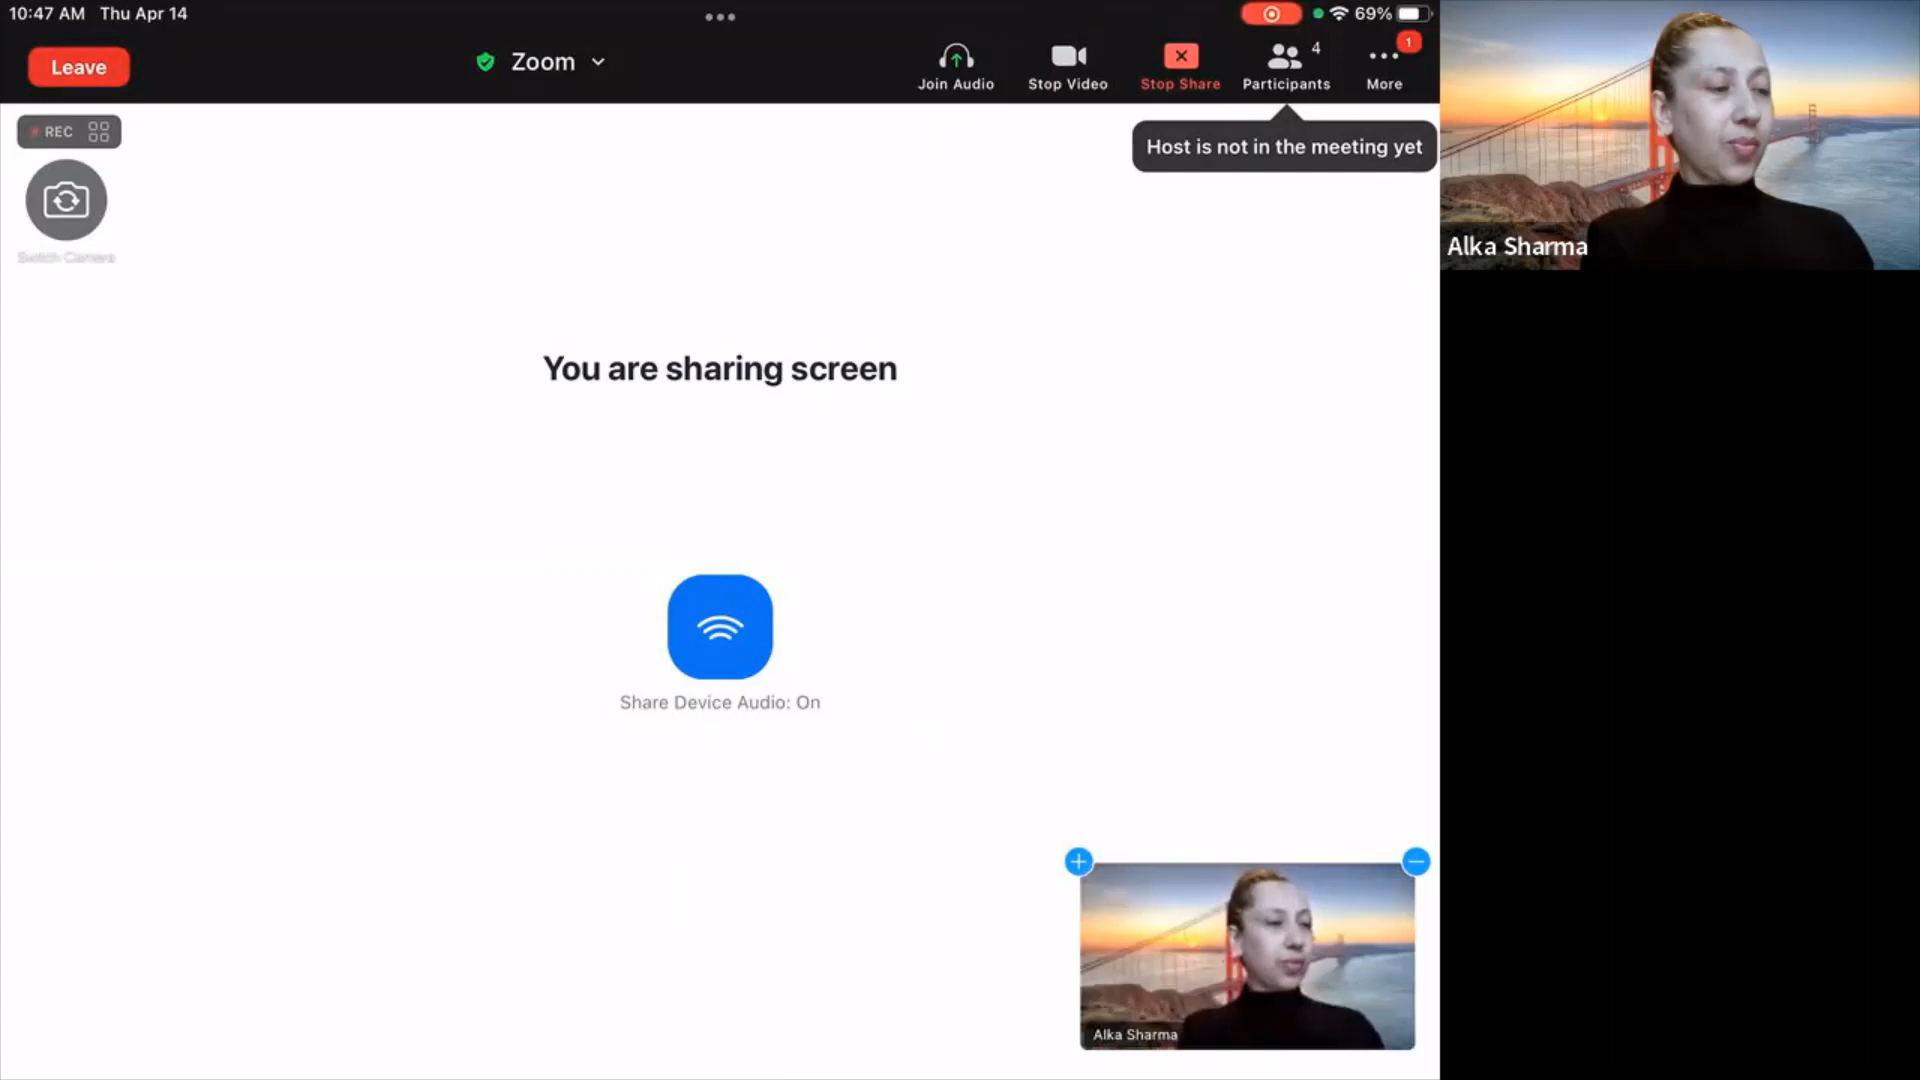 10:47 AM Thu Apr 14
69%
Leave
Zoom
Join Audio
Stop Video
Stop Share
Participants
4
More
1
REC
Host is not in the meeting yet
Switch Camera
Alka Sharma
You are sharing screen
Share Device Audio: On
Alka Sharma